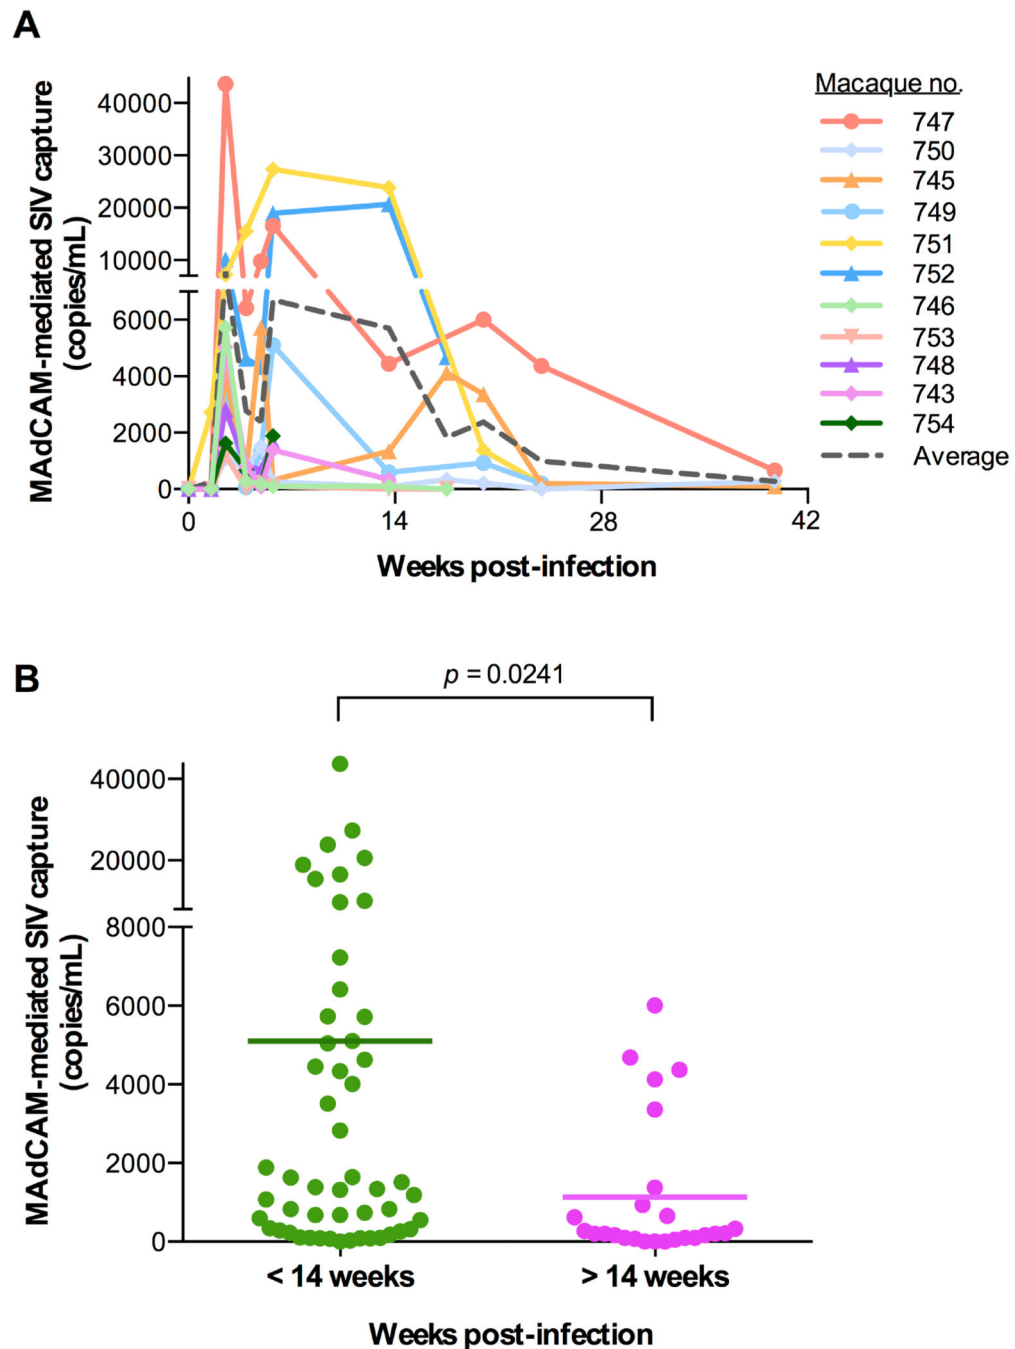 A
MAdCAM-mediated SIV capture
(copies/mL)
40000
30000
20000
10000
6000
4000
2000
0
0 14 28 42
Weeks post-infection
Macaque no.
747
750
745
749
751
752
746
753
748
743
754
Average
B
p = 0.0241
MAdCAM-mediated SIV capture
(copies/mL)
40000
20000
8000
6000
4000
2000
0
< 14 weeks > 14 weeks
Weeks post-infection